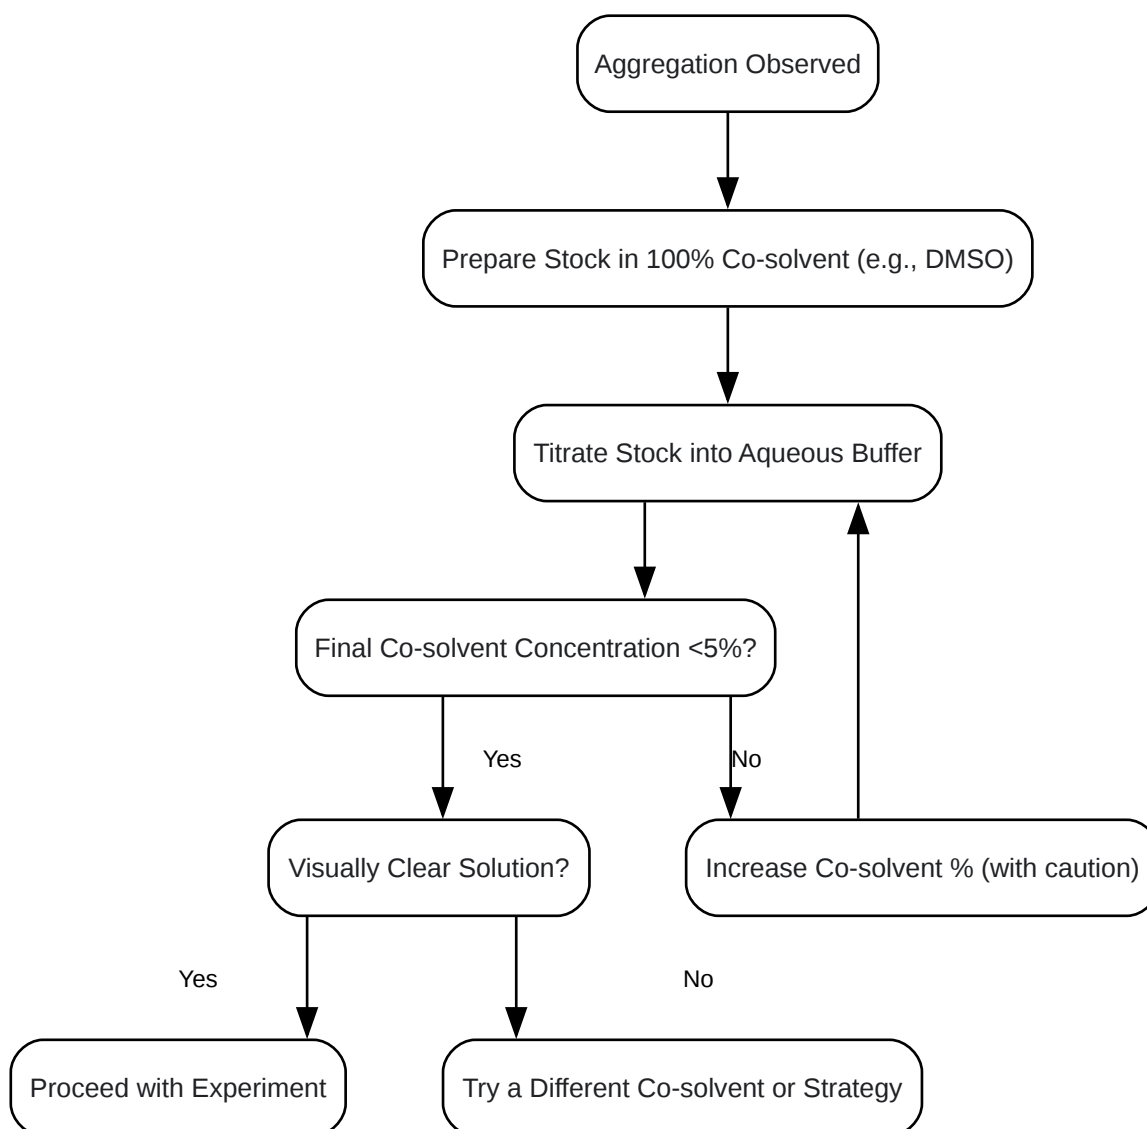 Aggregation Observed
Prepare Stock in 100% Co-solvent (e.g., DMSO)
Titrate Stock into Aqueous Buffer
Final Co-solvent Concentration <5%?
Yes
No
Visually Clear Solution?
Increase Co-solvent % (with caution)
Yes
No
Proceed with Experiment
Try a Different Co-solvent or Strategy